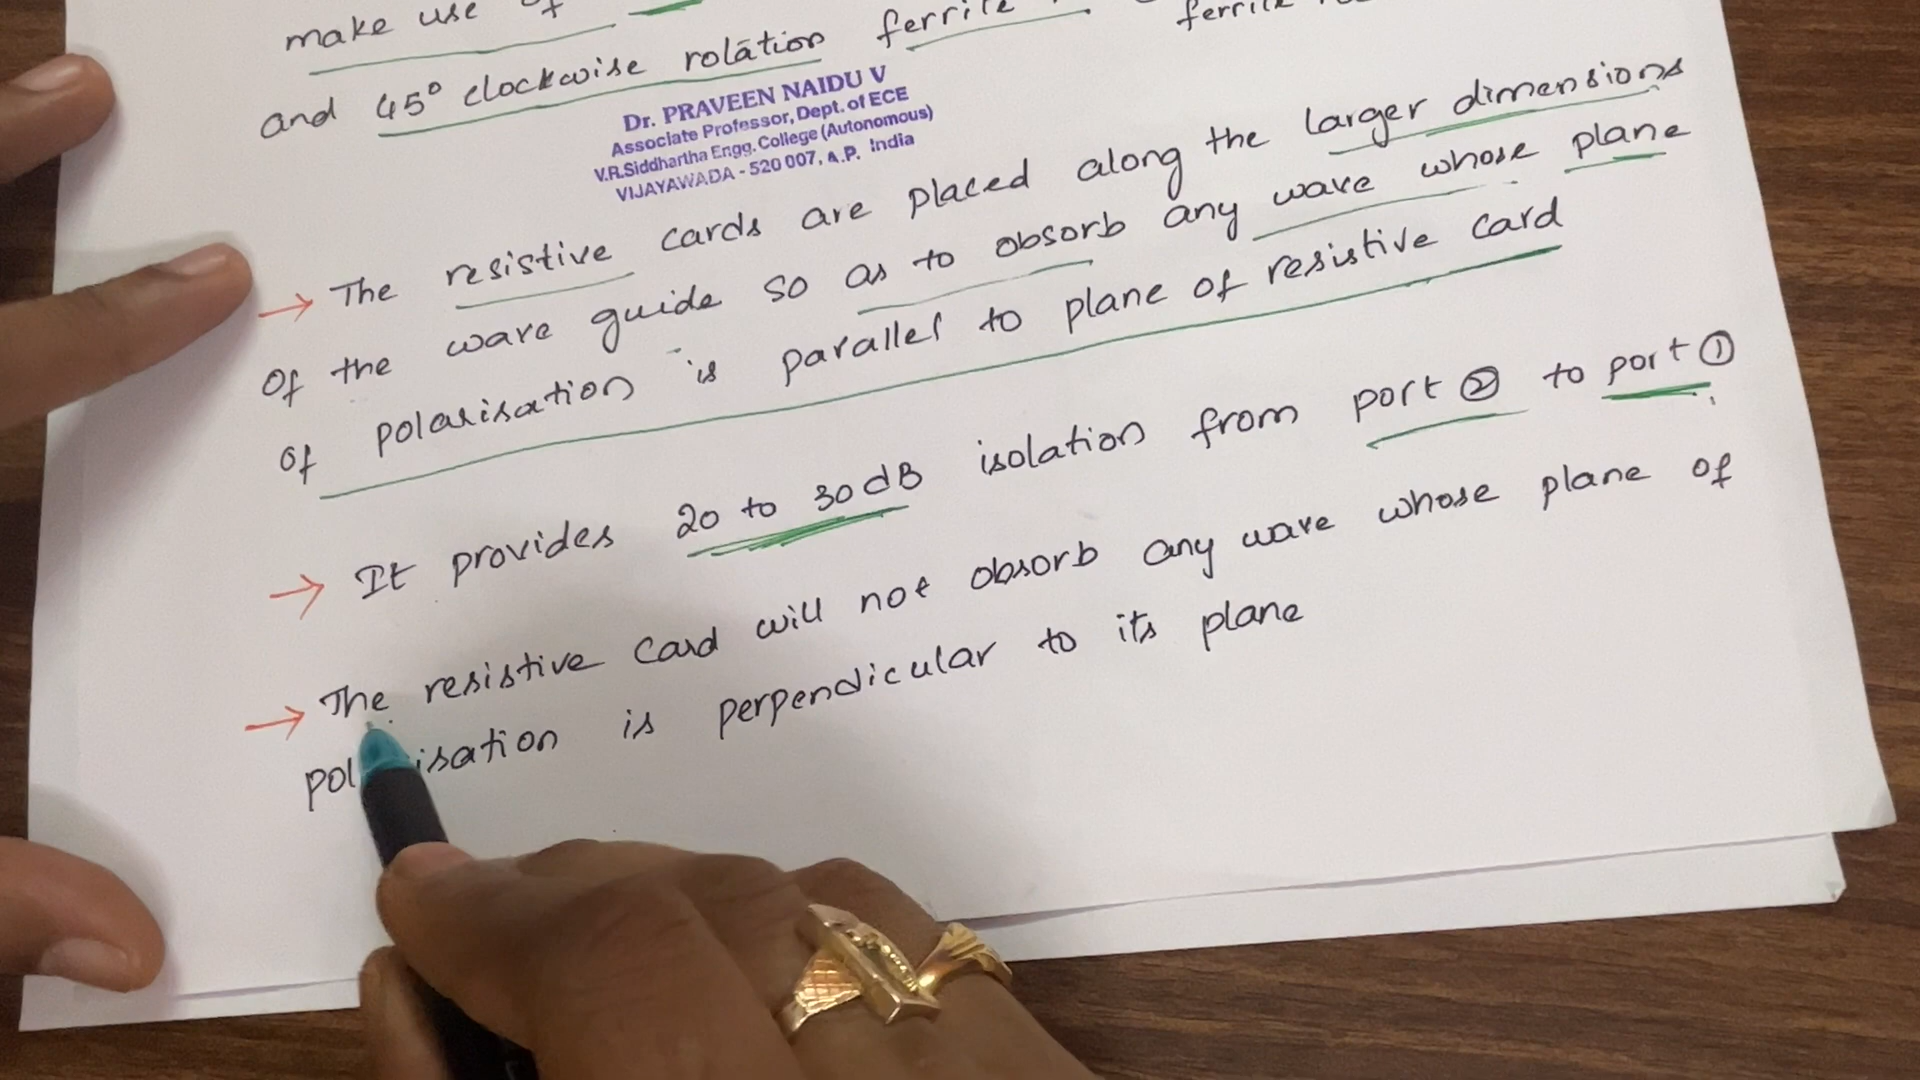 make use of
and 45° clockwise rotation ferrite
Dr. PRAVEEN NAIDU V
Associate Professor, Dept. of ECE
V.R.Siddhartha Engg. College (Autonomous)
VIJAYAWADA - 520 007, A.P. India
→ The resistive cards are placed along the larger dimensions
of the wave guide so as to absorb any wave whose plane
of polarisation is parallel to plane of resistive card
→ It provides 20 to 30dB isolation from port ② to port ①
→ The resistive card will not absorb any wave whose plane of
polarisation is perpendicular to its plane